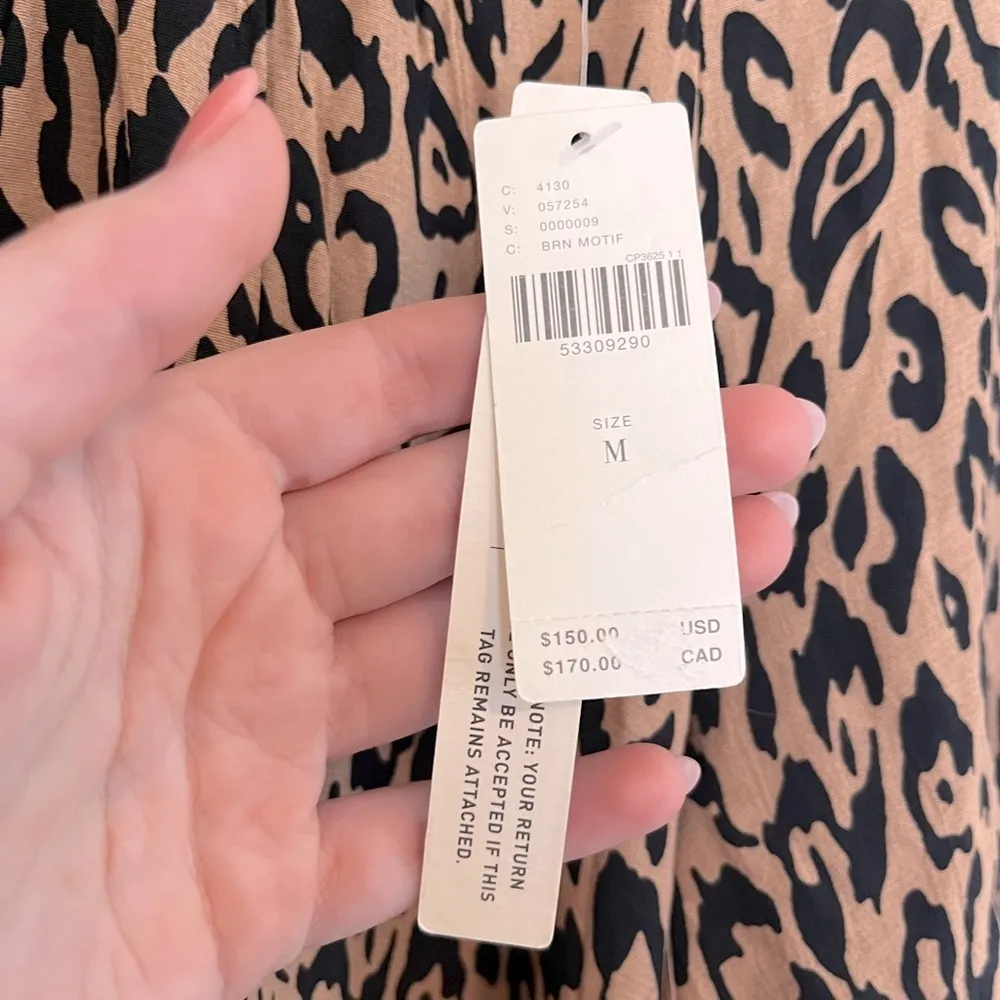 C: 4130
V: 057254
S: 0000009
C: BRN MOTIF
CP3625 1 1
53309290
SIZE
M
$150.00 USD
$170.00 CAD
NOTE: YOUR RETURN
ONLY BE ACCEPTED IF THIS
TAG REMAINS ATTACHED.